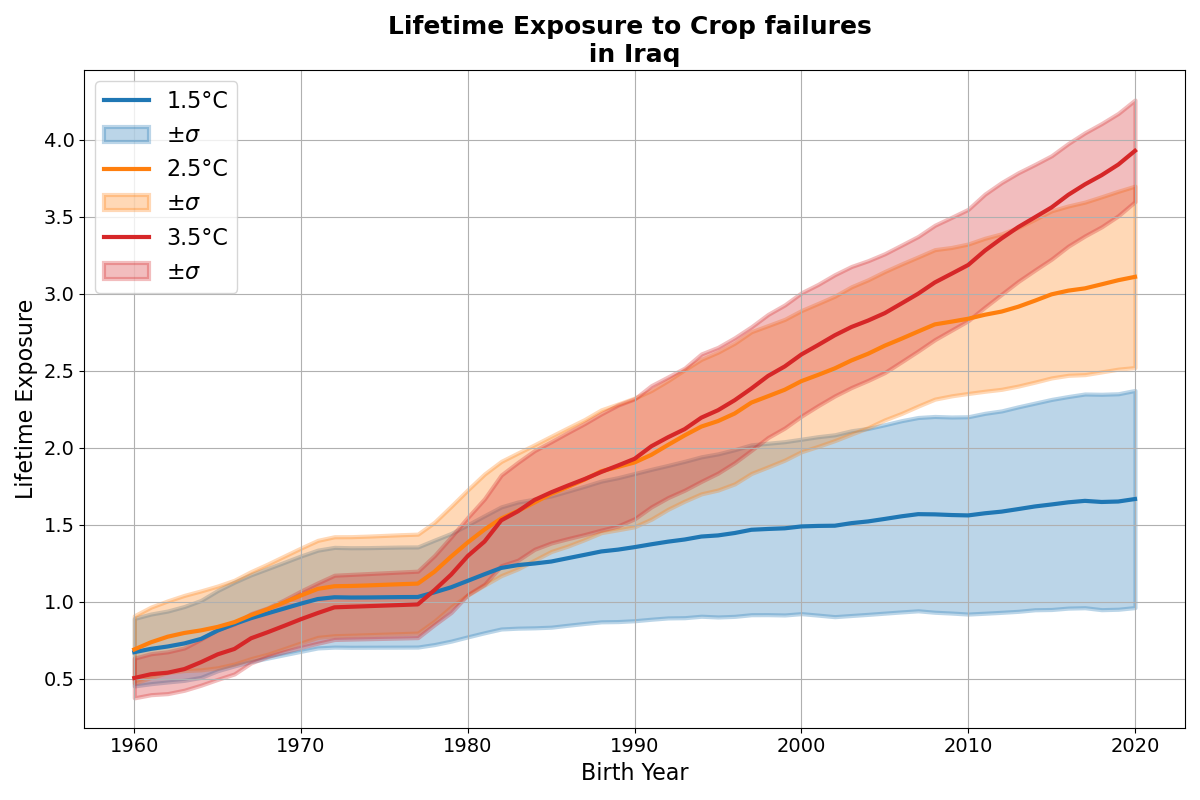 Lifetime Exposure to Crop failures
in Iraq
1.5°C
±σ
2.5°C
±σ
3.5°C
±σ
Lifetime Exposure
4.0
3.5
3.0
2.5
2.0
1.5
1.0
0.5
1960 1970 1980 1990 2000 2010 2020
Birth Year